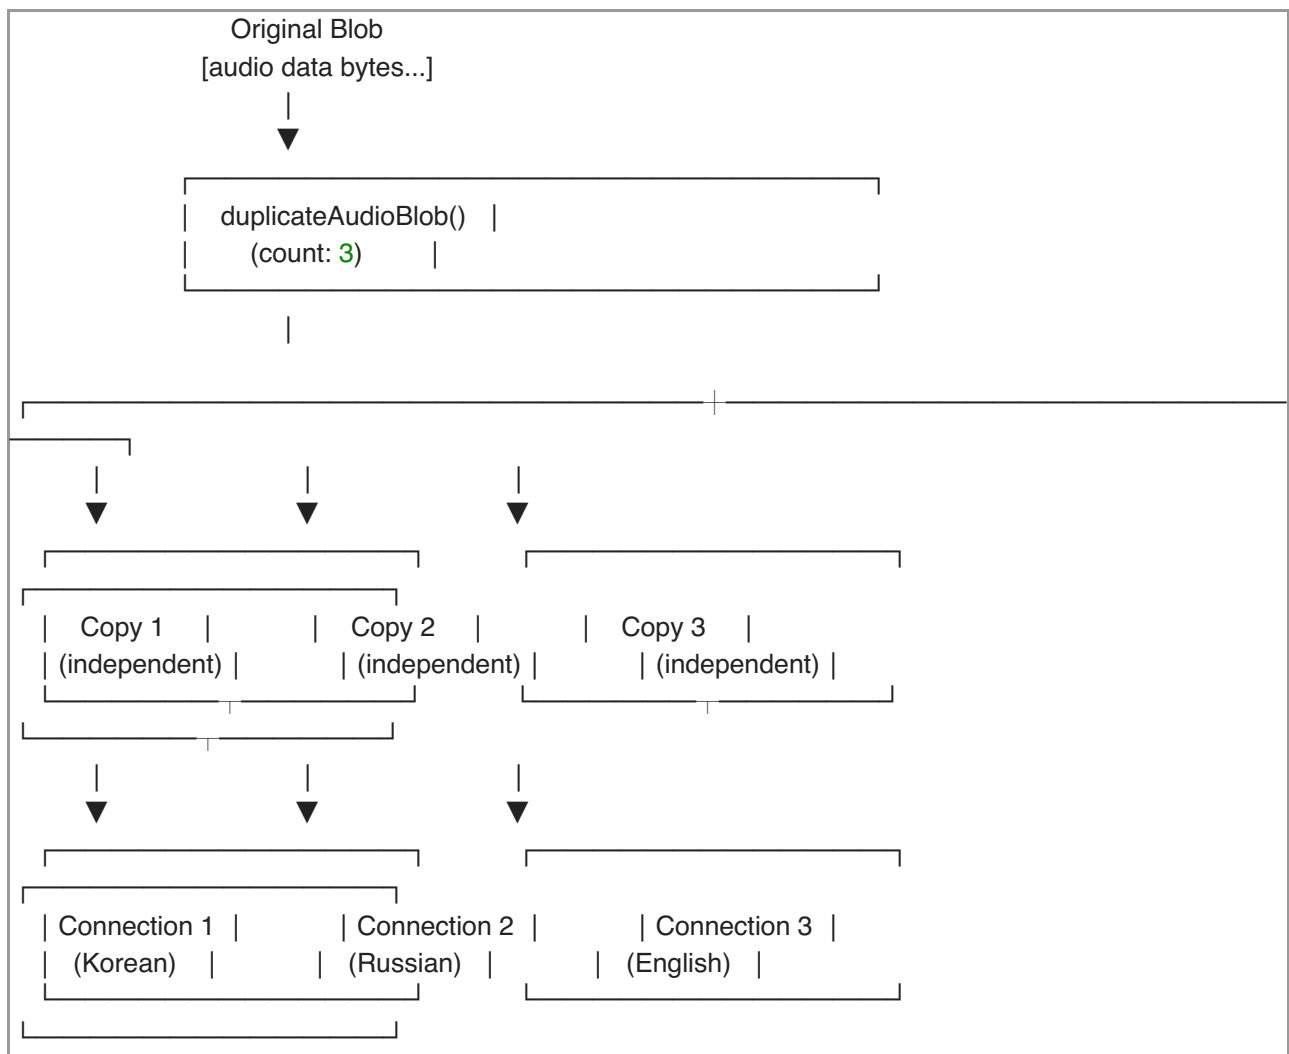 Original Blob
[audio data bytes...]
duplicateAudioBlob()
(count: 3)
Copy 1 Copy 2 Copy 3
(independent) (independent) (independent)
Connection 1 Connection 2 Connection 3
(Korean) (Russian) (English)